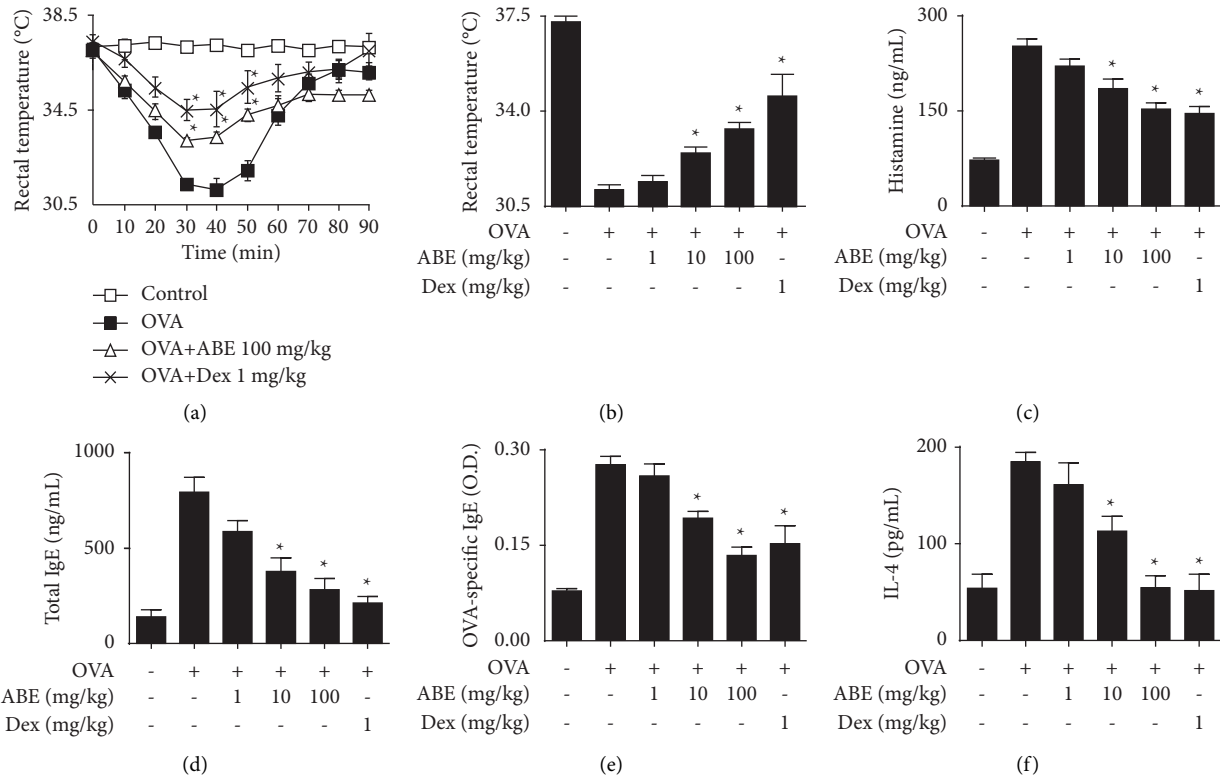 38.5
34.5
30.5
Rectal temperature (°C)
0 10 20 30 40 50 60 70 80 90
Time (min)
* * * * * *
Control
OVA
OVA+ABE 100 mg/kg
OVA+Dex 1 mg/kg
(a)
37.5
34.0
30.5
Rectal temperature (°C)
* * *
OVA - + + + + +
ABE (mg/kg) - - 1 10 100 -
Dex (mg/kg) - - - - - 1
(b)
300
150
0
Histamine (ng/mL)
* * *
OVA - + + + + +
ABE (mg/kg) - - 1 10 100 -
Dex (mg/kg) - - - - - 1
(c)
1000
500
0
Total IgE (ng/mL)
* * *
OVA - + + + + +
ABE (mg/kg) - - 1 10 100 -
Dex (mg/kg) - - - - - 1
(d)
0.30
0.15
0.00
OVA-specific IgE (O.D.)
* * *
OVA - + + + + +
ABE (mg/kg) - - 1 10 100 -
Dex (mg/kg) - - - - - 1
(e)
200
100
0
IL-4 (pg/mL)
* * *
OVA - + + + + +
ABE (mg/kg) - - 1 10 100 -
Dex (mg/kg) - - - - - 1
(f)